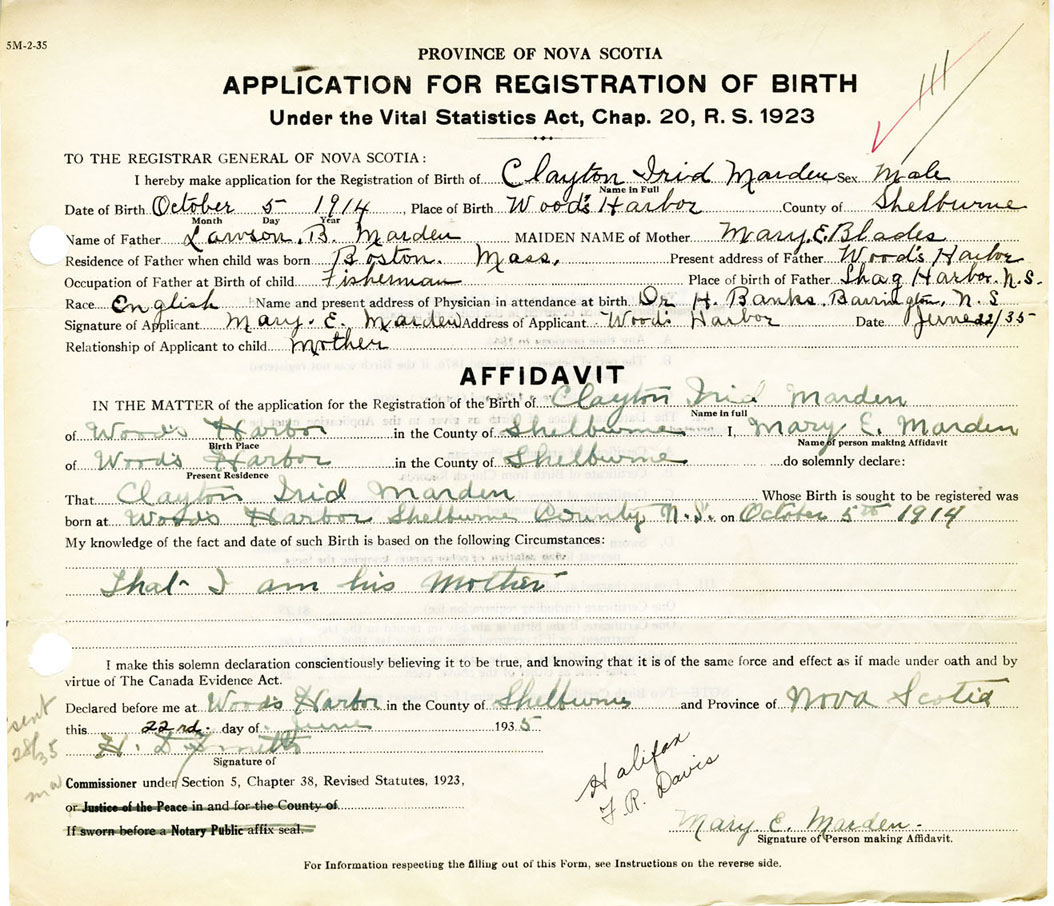 5M-2-35
PROVINCE OF NOVA SCOTIA
APPLICATION FOR REGISTRATION OF BIRTH
Under the Vital Statistics Act, Chap. 20, R. S. 1923
111
TO THE REGISTRAR GENERAL OF NOVA SCOTIA:
I hereby make application for the Registration of Birth of Clayton Irid Marden Sex Male
Name in Full
Date of Birth October 5 1914, Place of Birth Wood's Harbor County of Shelburne
Month Day Year
Name of Father Lawson. B. Marden MAIDEN NAME of Mother Mary. E. Blades
Residence of Father when child was born Boston. Mass. Present address of Father Wood's Harbor
Occupation of Father at Birth of child Fisherman Place of birth of Father Shag Harbor. N.S.
Race English Name and present address of Physician in attendance at birth Dr H. Banks. Barrington, N. S
Signature of Applicant Mary. E. Marden Address of Applicant Wood's Harbor Date June 22/35
Relationship of Applicant to child Mother
AFFIDAVIT
IN THE MATTER of the application for the Registration of the Birth of Clayton Irid Marden
Name in full
of Wood's Harbor in the County of Shelburne I, Mary E. Marden
Birth Place Name of person making Affidavit
of Wood's Harbor in the County of Shelburne do solemnly declare:
Present Residence
That Clayton Irid Marden Whose Birth is sought to be registered was
born at Wood's Harbor Shelburne County N.S. on October 5th 1914
My knowledge of the fact and date of such Birth is based on the following Circumstances:
That I am his Mother
I make this solemn declaration conscientiously believing it to be true, and knowing that it is of the same force and effect as if made under oath and by
virtue of The Canada Evidence Act.
Declared before me at Wood's Harbor in the County of Shelburne and Province of Nova Scotia
this 22nd. day of June 1935
sent
28/35
H. D. Smith
Signature of
Commissioner under Section 5, Chapter 38, Revised Statutes, 1923,
or Justice of the Peace in and for the County of
If sworn before a Notary Public affix seal.
Halifax
F. R. Davis
Mary E. Marden.
Signature of Person making Affidavit.
For Information respecting the filling out of this Form, see Instructions on the reverse side.